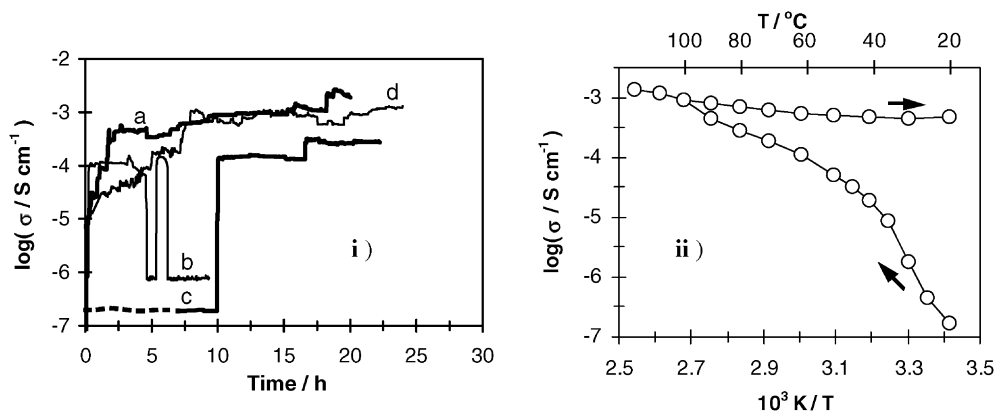 T / °C
100 80 60 40 20
-2
-3
-4
-5
-6
-7
log( σ / S cm⁻¹)
a
d
b
c
i )
0 5 10 15 20 25 30
Time / h
-3
-4
-5
-6
-7
log( σ / S cm⁻¹)
ii )
2.5 2.7 2.9 3.1 3.3 3.5
10³ K / T